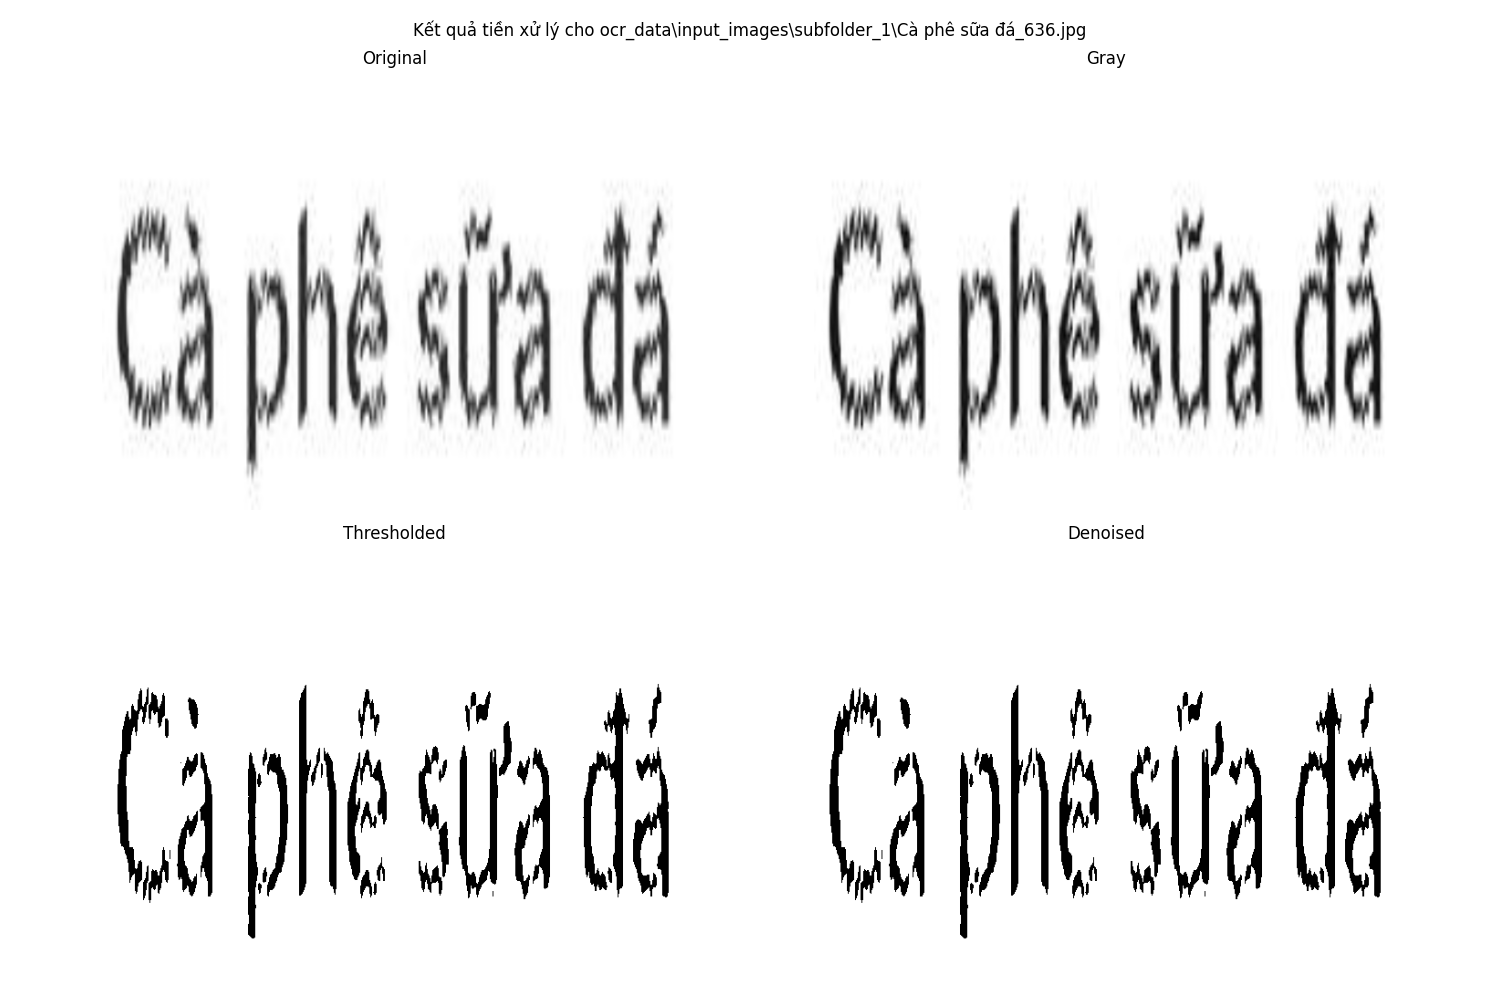 Kết quả tiền xử lý cho ocr_data\input_images\subfolder_1\Cà phê sữa đá_636.jpg
Original
Gray
Cà phê sữa đá
Cà phê sữa đá
Thresholded
Denoised
Cà phê sữa đá
Cà phê sữa đá